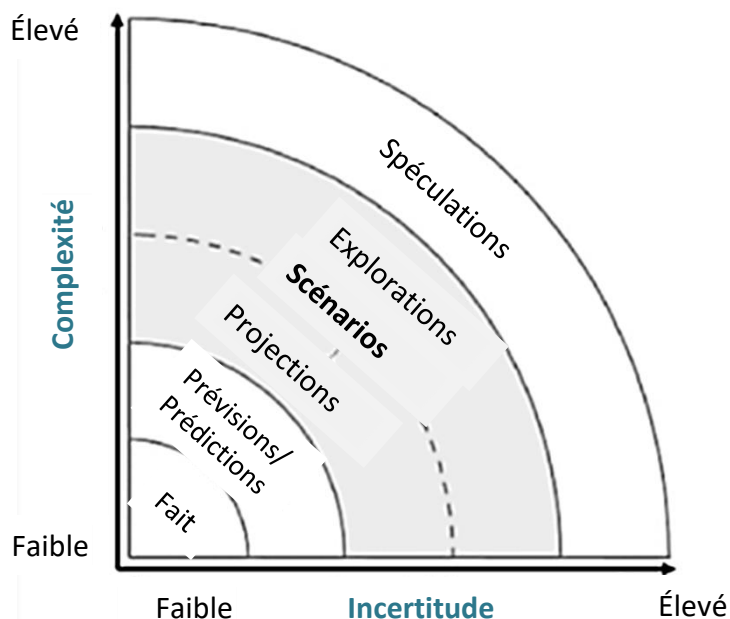 Élevé
Spéculations
Explorations
Scénarios
Complexité
Projections
Prévisions/
Prédictions
Fait
Faible
Faible
Incertitude
Élevé